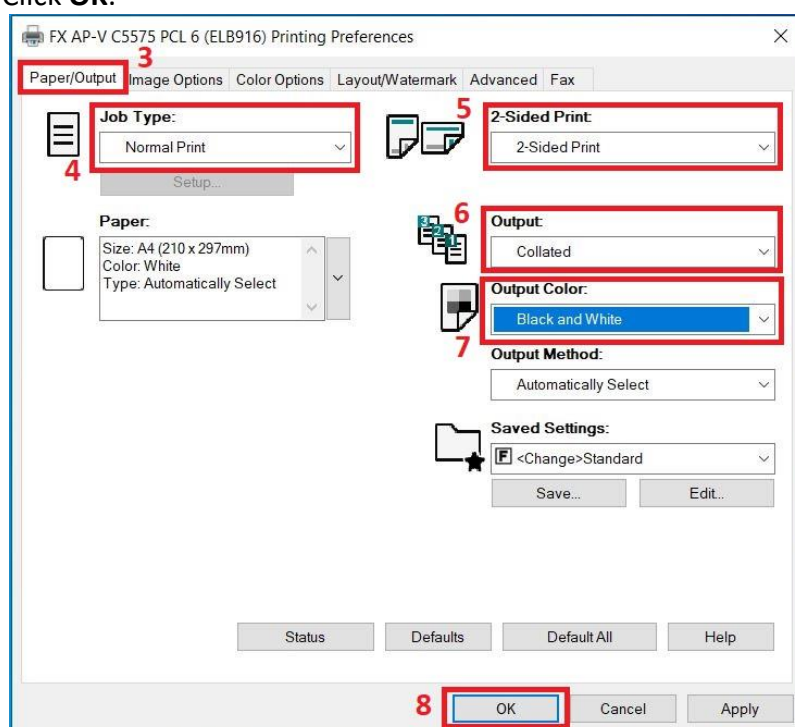 Click OK.
FX AP-V C5575 PCL 6 (ELB916) Printing Preferences
3
Paper/Output Image Options Color Options Layout/Watermark Advanced Fax
Job Type:
Normal Print
4
Setup...
Paper:
Size: A4 (210 x 297mm)
Color: White
Type: Automatically Select
5
2-Sided Print:
2-Sided Print
3
2
1
6
Output:
Collated
Output Color:
Black and White
7
Output Method:
Automatically Select
Saved Settings:
F <Change>Standard
Save... Edit...
Status Defaults Default All Help
8
OK Cancel Apply